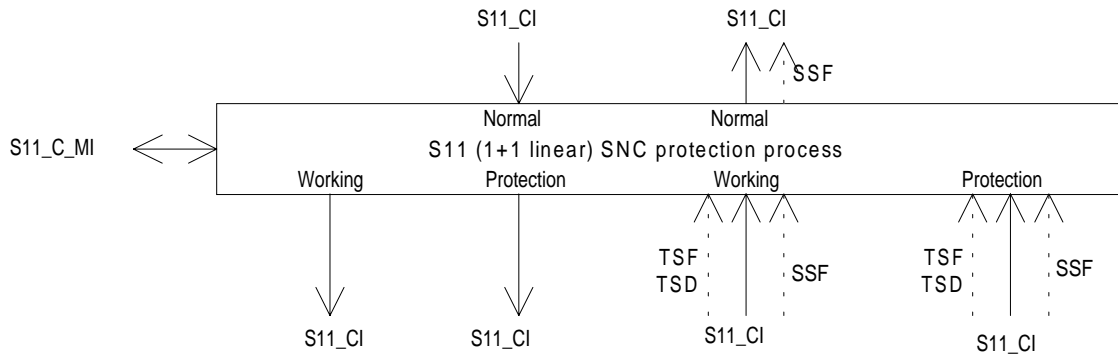 S11_CI S11_CI
SSF
Normal Normal
S11_C_MI
S11 (1+1 linear) SNC protection process
Working Protection Working Protection
TSF TSF
SSF SSF
TSD TSD
S11_CI S11_CI S11_CI S11_CI